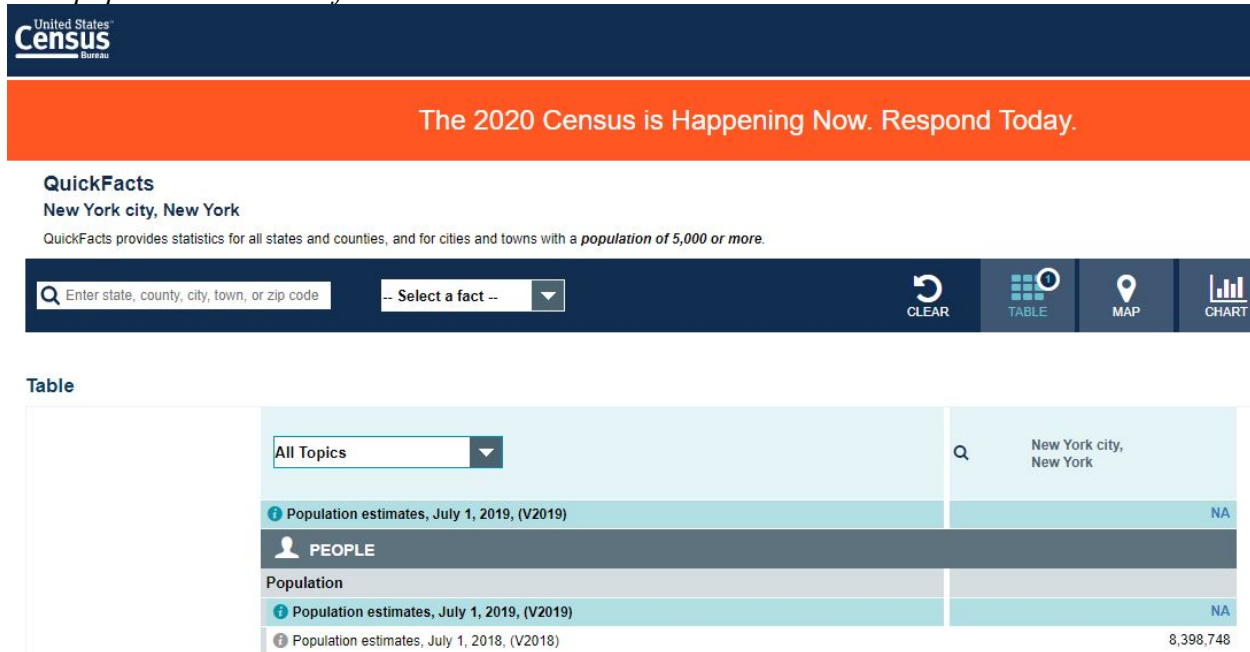 United States™
Census
Bureau
The 2020 Census is Happening Now. Respond Today.
QuickFacts
New York city, New York
QuickFacts provides statistics for all states and counties, and for cities and towns with a population of 5,000 or more.
Enter state, county, city, town, or zip code
-- Select a fact --
CLEAR
1
TABLE
MAP
CHART
Table
All Topics
New York city,
New York
Population estimates, July 1, 2019, (V2019) NA
PEOPLE
Population
Population estimates, July 1, 2019, (V2019) NA
Population estimates, July 1, 2018, (V2018) 8,398,748